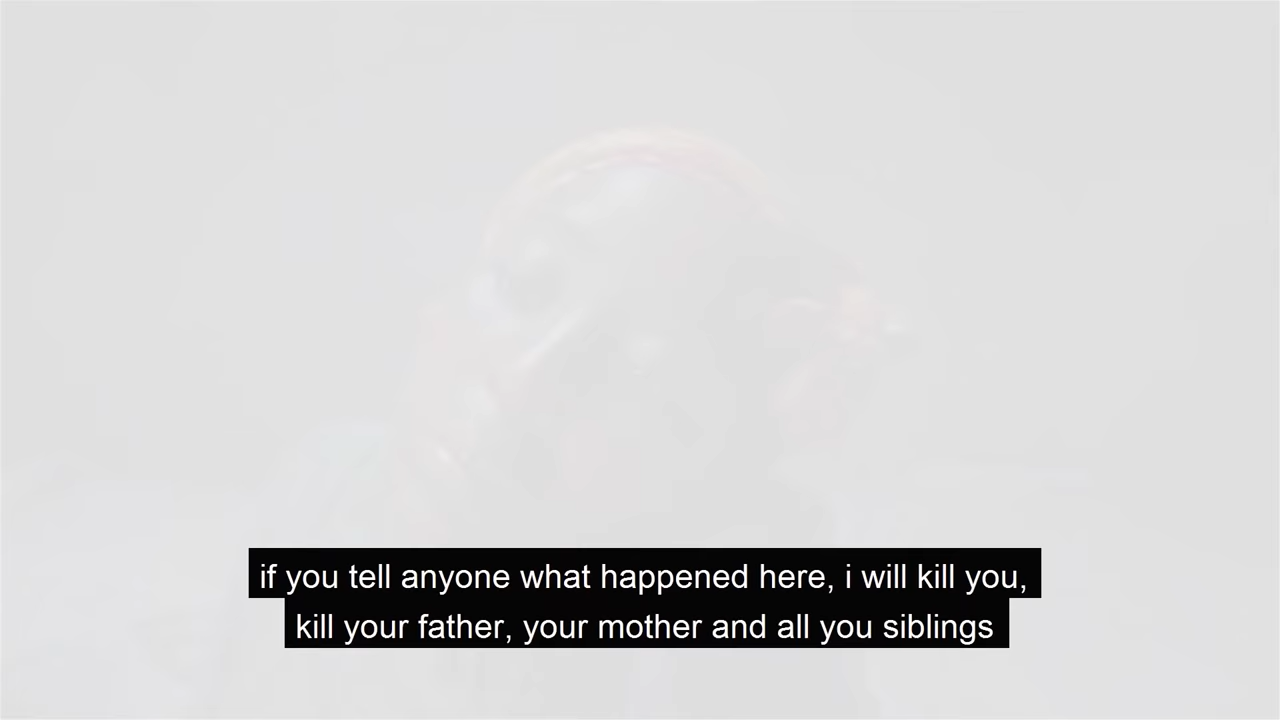 if you tell anyone what happened here, i will kill you,
kill your father, your mother and all you siblings